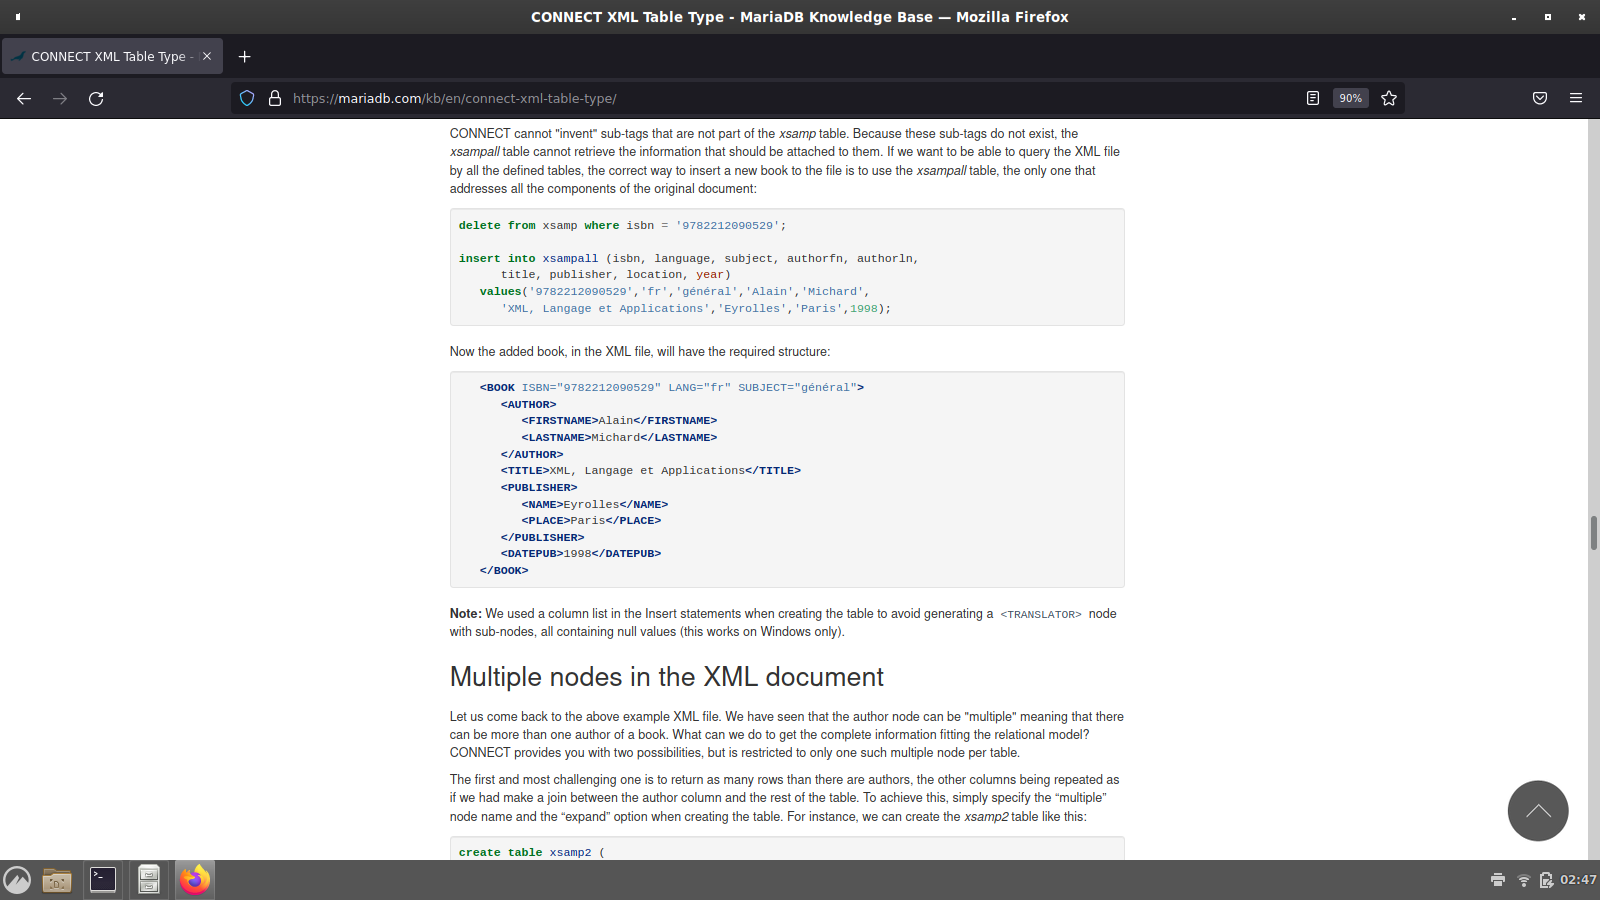 CONNECT XML Table Type - MariaDB Knowledge Base — Mozilla Firefox
CONNECT XML Table Type -
https://mariadb.com/kb/en/connect-xml-table-type/
90%
CONNECT cannot "invent" sub-tags that are not part of the xsamp table. Because these sub-tags do not exist, the
xsampall table cannot retrieve the information that should be attached to them. If we want to be able to query the XML file
by all the defined tables, the correct way to insert a new book to the file is to use the xsampall table, the only one that
addresses all the components of the original document:
delete from xsamp where isbn = '9782212090529';
insert into xsampall (isbn, language, subject, authorfn, authorln,
title, publisher, location, year)
values('9782212090529','fr','général','Alain','Michard',
'XML, Langage et Applications','Eyrolles','Paris',1998);
Now the added book, in the XML file, will have the required structure:
<BOOK ISBN="9782212090529" LANG="fr" SUBJECT="général">
<AUTHOR>
<FIRSTNAME>Alain</FIRSTNAME>
<LASTNAME>Michard</LASTNAME>
</AUTHOR>
<TITLE>XML, Langage et Applications</TITLE>
<PUBLISHER>
<NAME>Eyrolles</NAME>
<PLACE>Paris</PLACE>
</PUBLISHER>
<DATEPUB>1998</DATEPUB>
</BOOK>
Note: We used a column list in the Insert statements when creating the table to avoid generating a <TRANSLATOR> node
with sub-nodes, all containing null values (this works on Windows only).
Multiple nodes in the XML document
Let us come back to the above example XML file. We have seen that the author node can be "multiple" meaning that there
can be more than one author of a book. What can we do to get the complete information fitting the relational model?
CONNECT provides you with two possibilities, but is restricted to only one such multiple node per table.
The first and most challenging one is to return as many rows than there are authors, the other columns being repeated as
if we had make a join between the author column and the rest of the table. To achieve this, simply specify the “multiple”
node name and the “expand” option when creating the table. For instance, we can create the xsamp2 table like this:
create table xsamp2 (
02:47